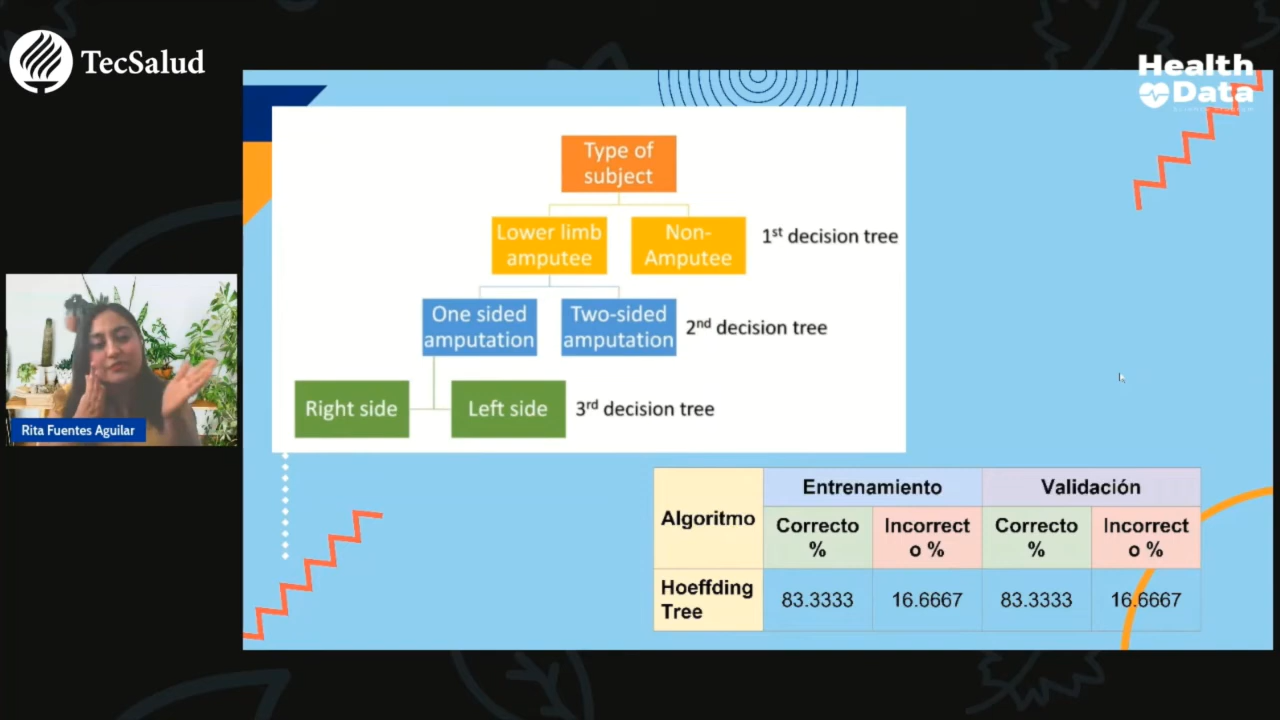 TecSalud
Health
Data
Type of
subject
Lower limb
amputee
Non-
Amputee
1st decision tree
One sided
amputation
Two-sided
amputation
2nd decision tree
Right side
Left side
3rd decision tree
Rita Fuentes Aguilar
Algoritmo
Entrenamiento
Validación
Correcto
%
Incorrect
o %
Correcto
%
Incorrect
o %
Hoeffding
Tree
83.3333
16.6667
83.3333
16.6667